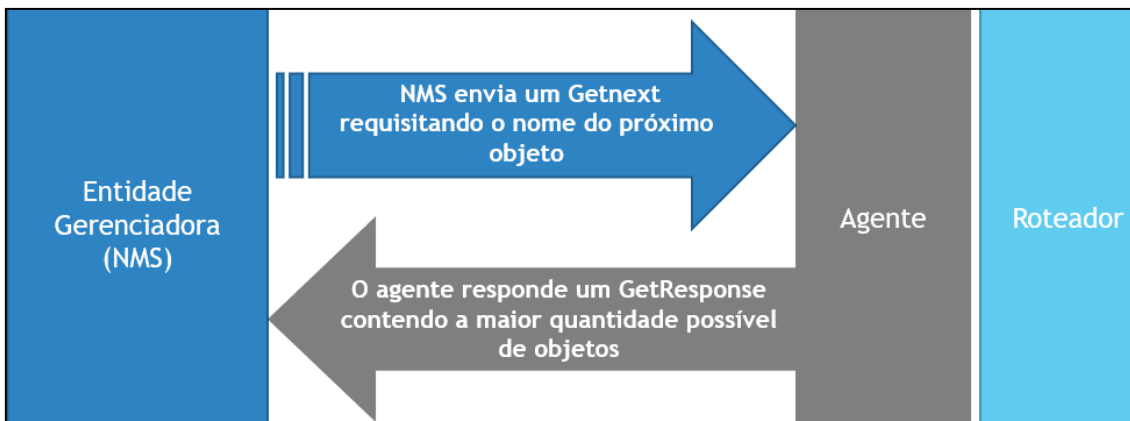 Entidade
Gerenciadora
(NMS)
NMS envia um Getnext
requisitando o nome do próximo
objeto
O agente responde um GetResponse
contendo a maior quantidade possível
de objetos
Agente
Roteador